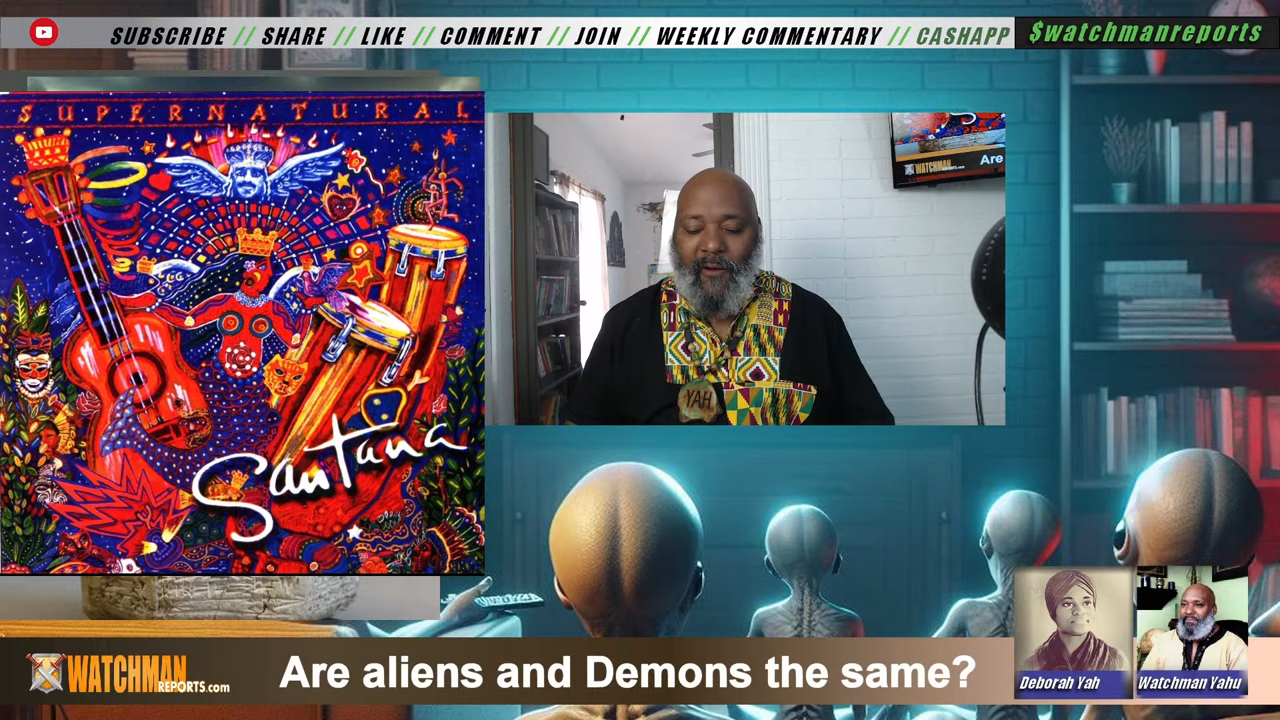 SUBSCRIBE // SHARE // LIKE // COMMENT // JOIN // WEEKLY COMMENTARY // CASHAPP $watchmanreports
SUPERNATURAL
Santana
WATCHMAN
Are
YAH
WATCHMAN
REPORTS.com
Are aliens and Demons the same?
Deborah Yah
Watchman Yahu